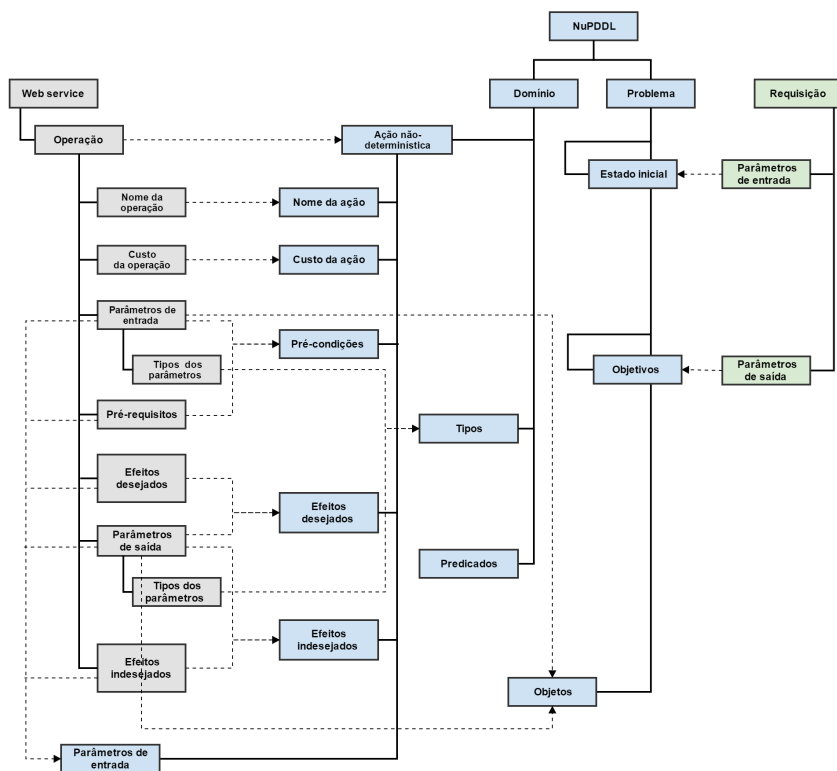 NuPDDL
Web service
Domínio
Problema
Requisição
Operação
Ação não-
determinística
Estado inicial
Parâmetros
de entrada
Nome da
operação
Nome da ação
Custo
da operação
Custo da ação
Parâmetros de
entrada
Pré-condições
Tipos dos
parâmetros
Objetivos
Parâmetros
de saída
Pré-requisitos
Tipos
Efeitos
desejados
Efeitos
desejados
Parâmetros
de saída
Predicados
Tipos dos
parâmetros
Efeitos
indesejados
Efeitos
indesejados
Objetos
Parâmetros de
entrada